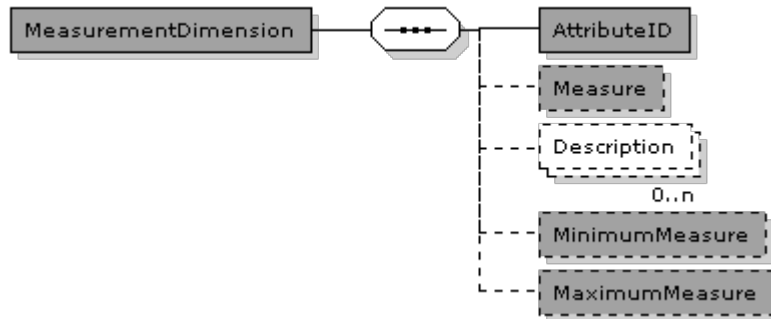 MeasurementDimension
AttributeID
Measure
Description
0..n
MinimumMeasure
MaximumMeasure